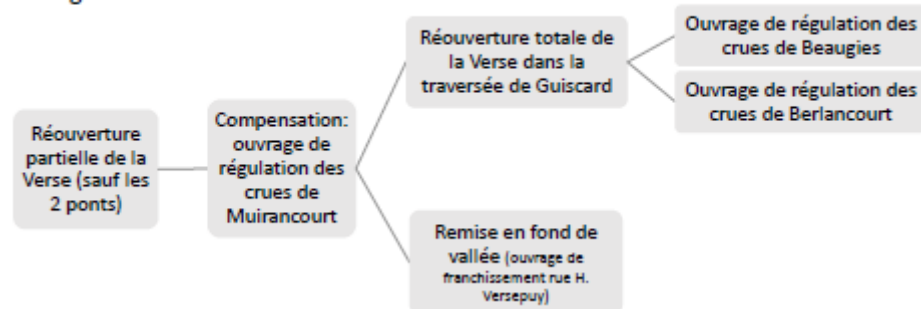 Réouverture
partielle de la
Verse (sauf les
2 ponts)
Compensation:
ouvrage de
régulation des
crues de
Muirancourt
Réouverture totale de
la Verse dans la
traversée de Guiscard
Remise en fond de
vallée (ouvrage de
franchissement rue H.
Versepuy)
Ouvrage de régulation des
crues de Beaugies
Ouvrage de régulation des
crues de Berlancourt